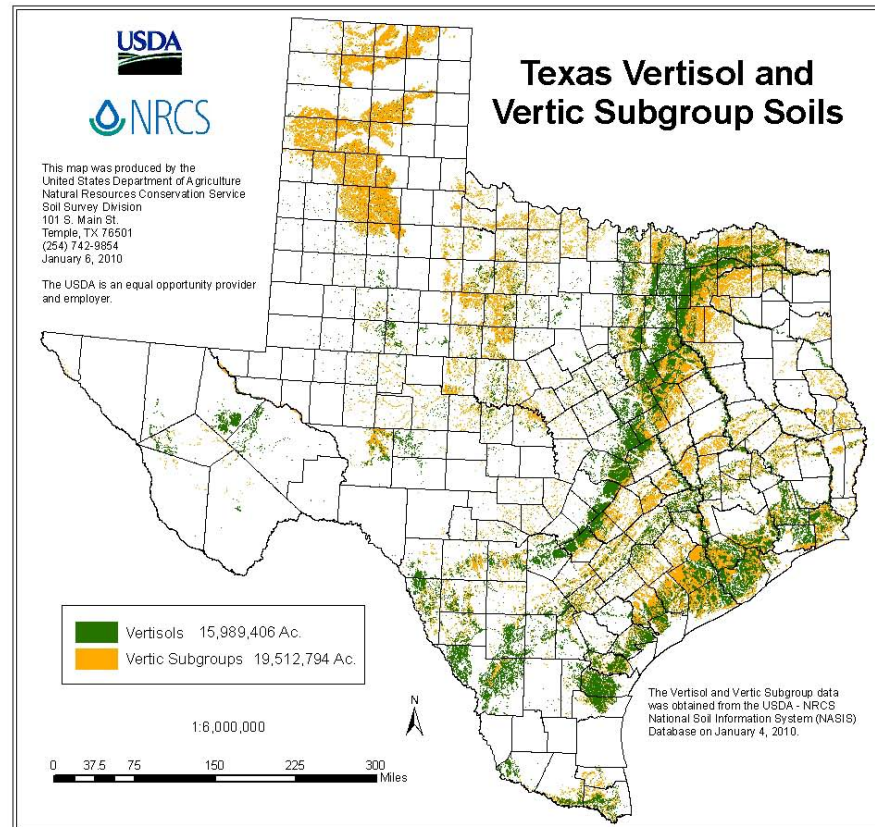 USDA
NRCS
Texas Vertisol and
Vertic Subgroup Soils
This map was produced by the
United States Department of Agriculture
Natural Resources Conservation Service
Soil Survey Division
101 S. Main St.
Temple, TX 76501
(254) 742-9854
January 6, 2010
The USDA is an equal opportunity provider
and employer.
Vertisols 15,989,406 Ac.
Vertic Subgroups 19,512,794 Ac.
1:6,000,000
N
0 37.5 75 150 225 300
Miles
The Vertisol and Vertic Subgroup data
was obtained from the USDA - NRCS
National Soil Information System (NASIS)
Database on January 4, 2010.